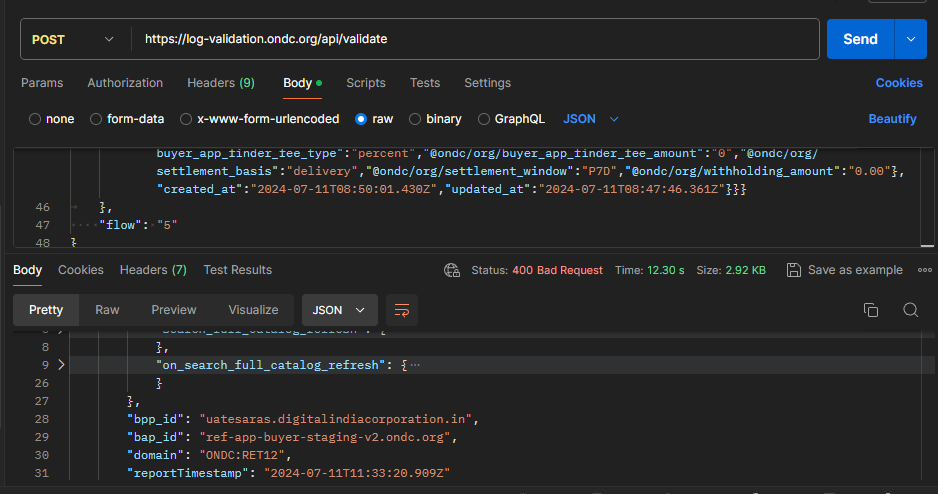 POST
https://log-validation.ondc.org/api/validate
Send
Params Authorization Headers (9) Body Scripts Tests Settings Cookies
none form-data x-www-form-urlencoded raw binary GraphQL JSON Beautify
buyer_app_finder_fee_type":"percent","@ondc/org/buyer_app_finder_fee_amount":"0","@ondc/org/
settlement_basis":"delivery","@ondc/org/settlement_window":"P7D","@ondc/org/withholding_amount":"0.00"},
"created_at":"2024-07-11T08:50:01.430Z","updated_at":"2024-07-11T08:47:46.361Z"}}}
46 },
47 "flow": "5"
48 }
Body Cookies Headers (7) Test Results Status: 400 Bad Request Time: 12.30 s Size: 2.92 KB Save as example
Pretty Raw Preview Visualize JSON
"search_full_catalog_refresh": {
8 },
9 "on_search_full_catalog_refresh": {
26 }
27 },
28 "bpp_id": "uatesaras.digitalindiacorporation.in",
29 "bap_id": "ref-app-buyer-staging-v2.ondc.org",
30 "domain": "ONDC:RET12",
31 "reportTimestamp": "2024-07-11T11:33:20.909Z"